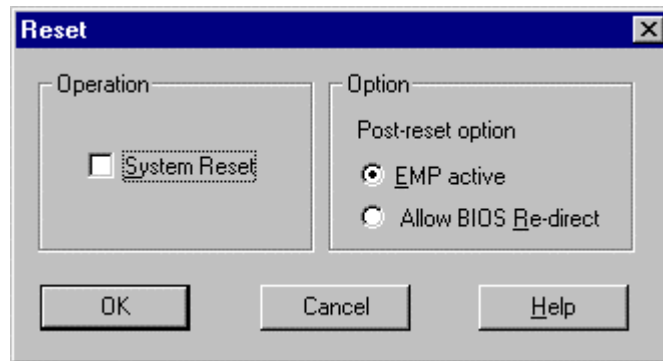 Reset
Operation
System Reset
Option
Post-reset option
EMP active
Allow BIOS Re-direct
OK
Cancel
Help